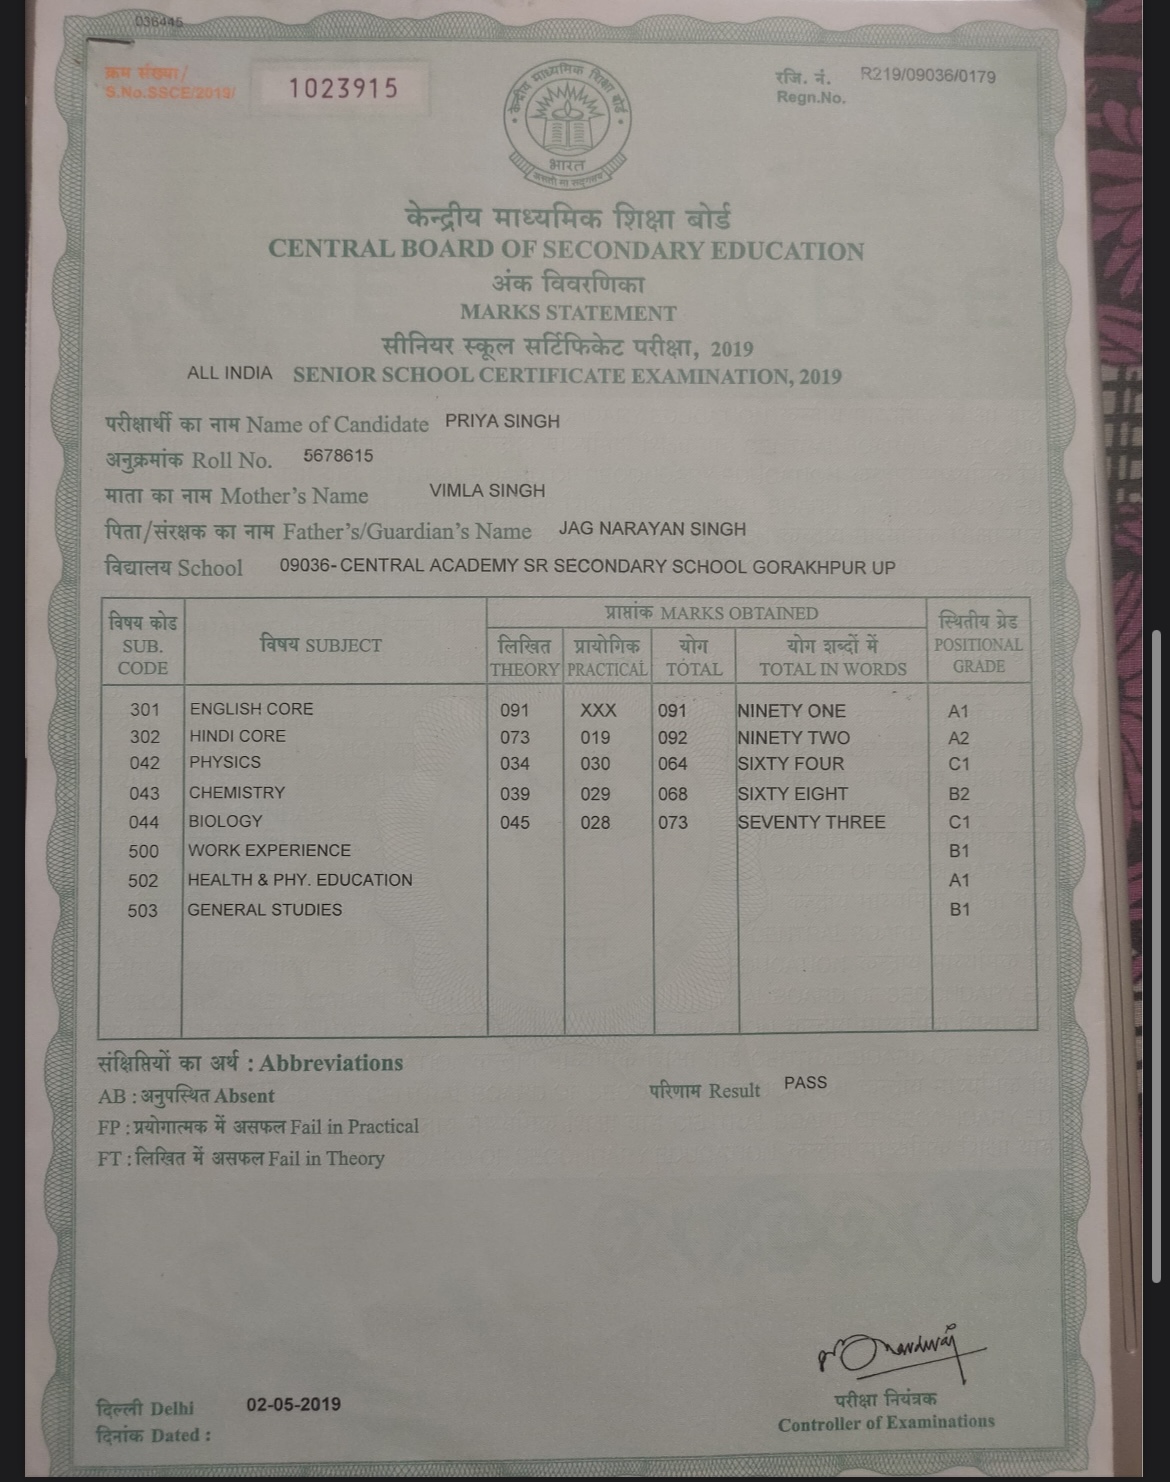 036445
क्रम संख्या/
S.No.SSCE/2019/
1023915
रजि. नं.
Regn.No.
R219/09036/0179
केन्द्रीय माध्यमिक शिक्षा बोर्ड
भारत
असतो मा सद्गमय
केन्द्रीय माध्यमिक शिक्षा बोर्ड
CENTRAL BOARD OF SECONDARY EDUCATION
अंक विवरणिका
MARKS STATEMENT
सीनियर स्कूल सर्टिफिकेट परीक्षा, 2019
ALL INDIA SENIOR SCHOOL CERTIFICATE EXAMINATION, 2019
परीक्षार्थी का नाम Name of Candidate PRIYA SINGH
अनुक्रमांक Roll No. 5678615
माता का नाम Mother's Name VIMLA SINGH
पिता/संरक्षक का नाम Father's/Guardian's Name JAG NARAYAN SINGH
विद्यालय School 09036- CENTRAL ACADEMY SR SECONDARY SCHOOL GORAKHPUR UP
विषय कोड SUB. CODE
विषय SUBJECT
प्राप्तांक MARKS OBTAINED
लिखित THEORY
प्रायोगिक PRACTICAL
योग TOTAL
योग शब्दों में TOTAL IN WORDS
स्थितीय ग्रेड POSITIONAL GRADE
301 ENGLISH CORE 091 XXX 091 NINETY ONE A1
302 HINDI CORE 073 019 092 NINETY TWO A2
042 PHYSICS 034 030 064 SIXTY FOUR C1
043 CHEMISTRY 039 029 068 SIXTY EIGHT B2
044 BIOLOGY 045 028 073 SEVENTY THREE C1
500 WORK EXPERIENCE B1
502 HEALTH & PHY. EDUCATION A1
503 GENERAL STUDIES B1
संक्षिप्तियों का अर्थ : Abbreviations
AB : अनुपस्थित Absent
परिणाम Result PASS
FP : प्रयोगात्मक में असफल Fail in Practical
FT : लिखित में असफल Fail in Theory
दिल्ली Delhi 02-05-2019
दिनांक Dated :
परीक्षा नियंत्रक
Controller of Examinations